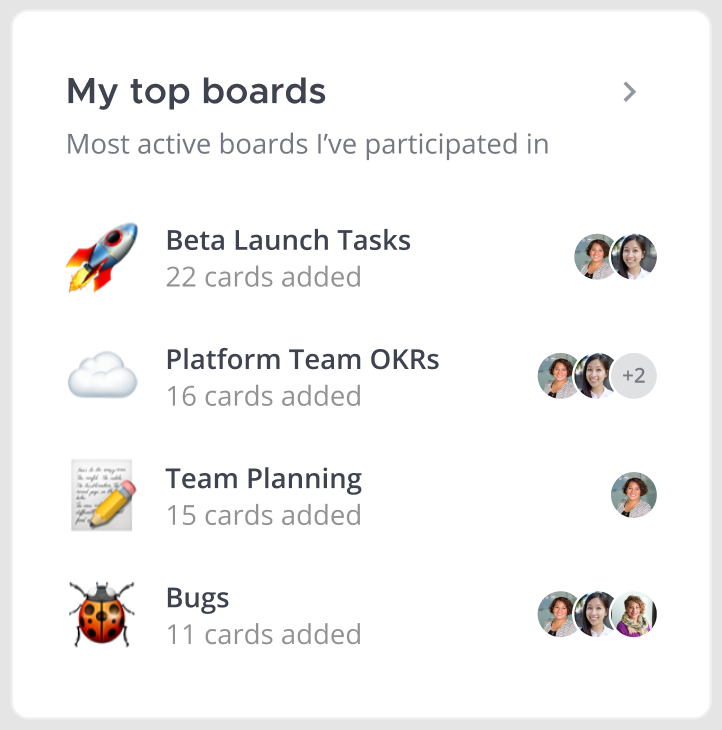 My top boards
Most active boards I’ve participated in
Beta Launch Tasks
22 cards added
Platform Team OKRs
16 cards added
+2
Team Planning
15 cards added
Bugs
11 cards added